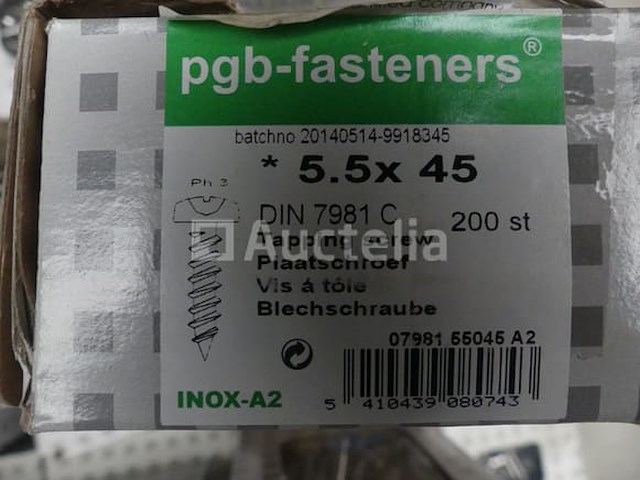 pgb-fasteners®
batchno 20140514-9918345
* 5.5x 45
Ph 3
DIN 7981 C 200 st
Auctelia
Tapping screw
Plaatschroef
Vis á tôle
Blechschraube
07981 55045 A2
INOX-A2
5 410439 080743